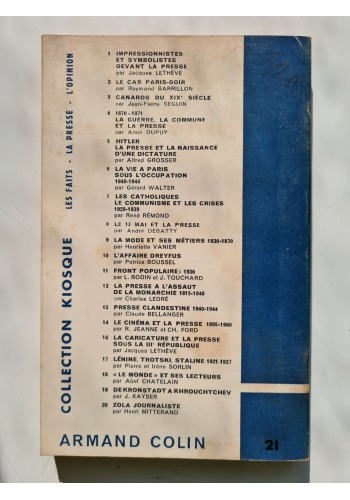 COLLECTION KIOSQUE
LES FAITS - LA PRESSE - L'OPINION
1 IMPRESSIONNISTES
ET SYMBOLISTES
DEVANT LA PRESSE
par Jacques LETHÈVE
2 LE CAS PARIS-SOIR
par Raymond BARRILLON
3 CANARDS DU XIXe SIÈCLE
par Jean-Pierre SEGUIN
4 1870 - 1871
LA GUERRE, LA COMMUNE
ET LA PRESSE
par Aimé DUPUY
5 HITLER
LA PRESSE ET LA NAISSANCE
D'UNE DICTATURE
par Alfred GROSSER
6 LA VIE A PARIS
SOUS L'OCCUPATION
1940-1944
par Gérard WALTER
7 LES CATHOLIQUES
LE COMMUNISME ET LES CRISES
1929-1939
par René RÉMOND
8 LE 13 MAI ET LA PRESSE
par André DEBATTY
9 LA MODE ET SES MÉTIERS 1830-1870
par Henriette VANIER
10 L'AFFAIRE DREYFUS
par Patrice BOUSSEL
11 FRONT POPULAIRE : 1936
par L. BODIN et J. TOUCHARD
12 LA PRESSE A L'ASSAUT
DE LA MONARCHIE 1815-1848
par Charles LEDRÉ
13 PRESSE CLANDESTINE 1940-1944
par Claude BELLANGER
14 LE CINÉMA ET LA PRESSE 1895-1960
par R. JEANNE et CH. FORD
16 LA CARICATURE ET LA PRESSE
SOUS LA IIIe RÉPUBLIQUE
par Jacques LETHÈVE
17 LÉNINE, TROTSKI, STALINE 1921-1927
par Pierre et Irène SORLIN
18 « LE MONDE » ET SES LECTEURS
par Abel CHATELAIN
19 DE KRONSTADT A KHROUCHTCHEV
par J. KAYSER
20 ZOLA JOURNALISTE
par Henri MITTERAND
ARMAND COLIN
21